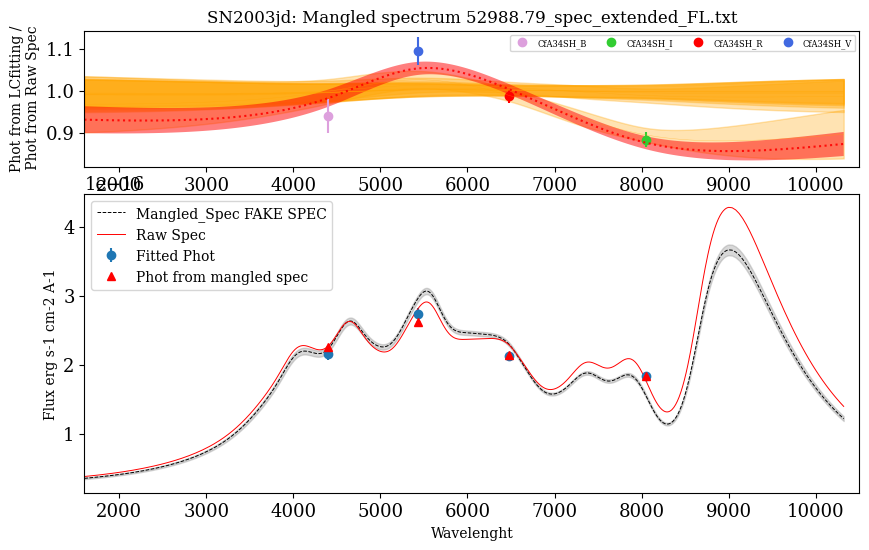 SN2003jd: Mangled spectrum 52988.79_spec_extended_FL.txt
Phot from LCfitting /
Phot from Raw Spec
1.1
1.0
0.9
CfA34SH_B
CfA34SH_I
CfA34SH_R
CfA34SH_V
2000 3000 4000 5000 6000 7000 8000 9000 10000
Flux erg s-1 cm-2 A-1
4
3
2
1
Mangled_Spec FAKE SPEC
Raw Spec
Fitted Phot
Phot from mangled spec
2000 3000 4000 5000 6000 7000 8000 9000 10000
Wavelenght